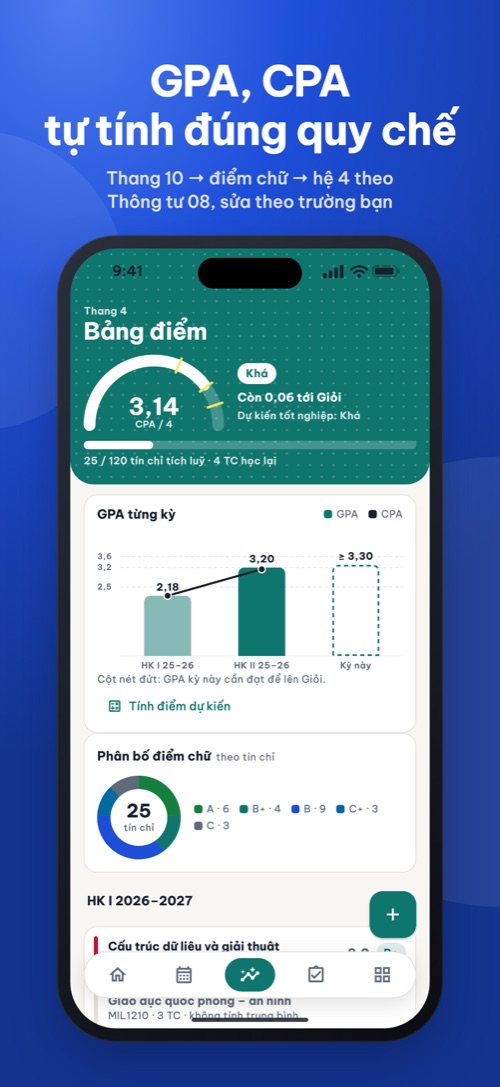 GPA, CPA
tự tính đúng quy chế
Thang 10 → điểm chữ → hệ 4 theo
Thông tư 08, sửa theo trường bạn
9:41
Thang 4
Bảng điểm
3,14
CPA / 4
Khá
Còn 0,06 tới Giỏi
Dự kiến tốt nghiệp: Khá
25 / 120 tín chỉ tích luỹ · 4 TC học lại
GPA từng kỳ
GPA CPA
3,6
3,2
2,5
2,18
3,20
≥ 3,30
HK I 25–26
HK II 25–26
Kỳ này
Cột nét đứt: GPA kỳ này cần đạt để lên Giỏi.
Tính điểm dự kiến
Phân bố điểm chữ theo tín chỉ
25
tín chỉ
A · 6 B+ · 4 B · 9 C+ · 3
C · 3
HK I 2026–2027
+
Cấu trúc dữ liệu và giải thuật
Giáo dục quốc phòng – an ninh
MIL1210 · 3 TC · không tính trung bình